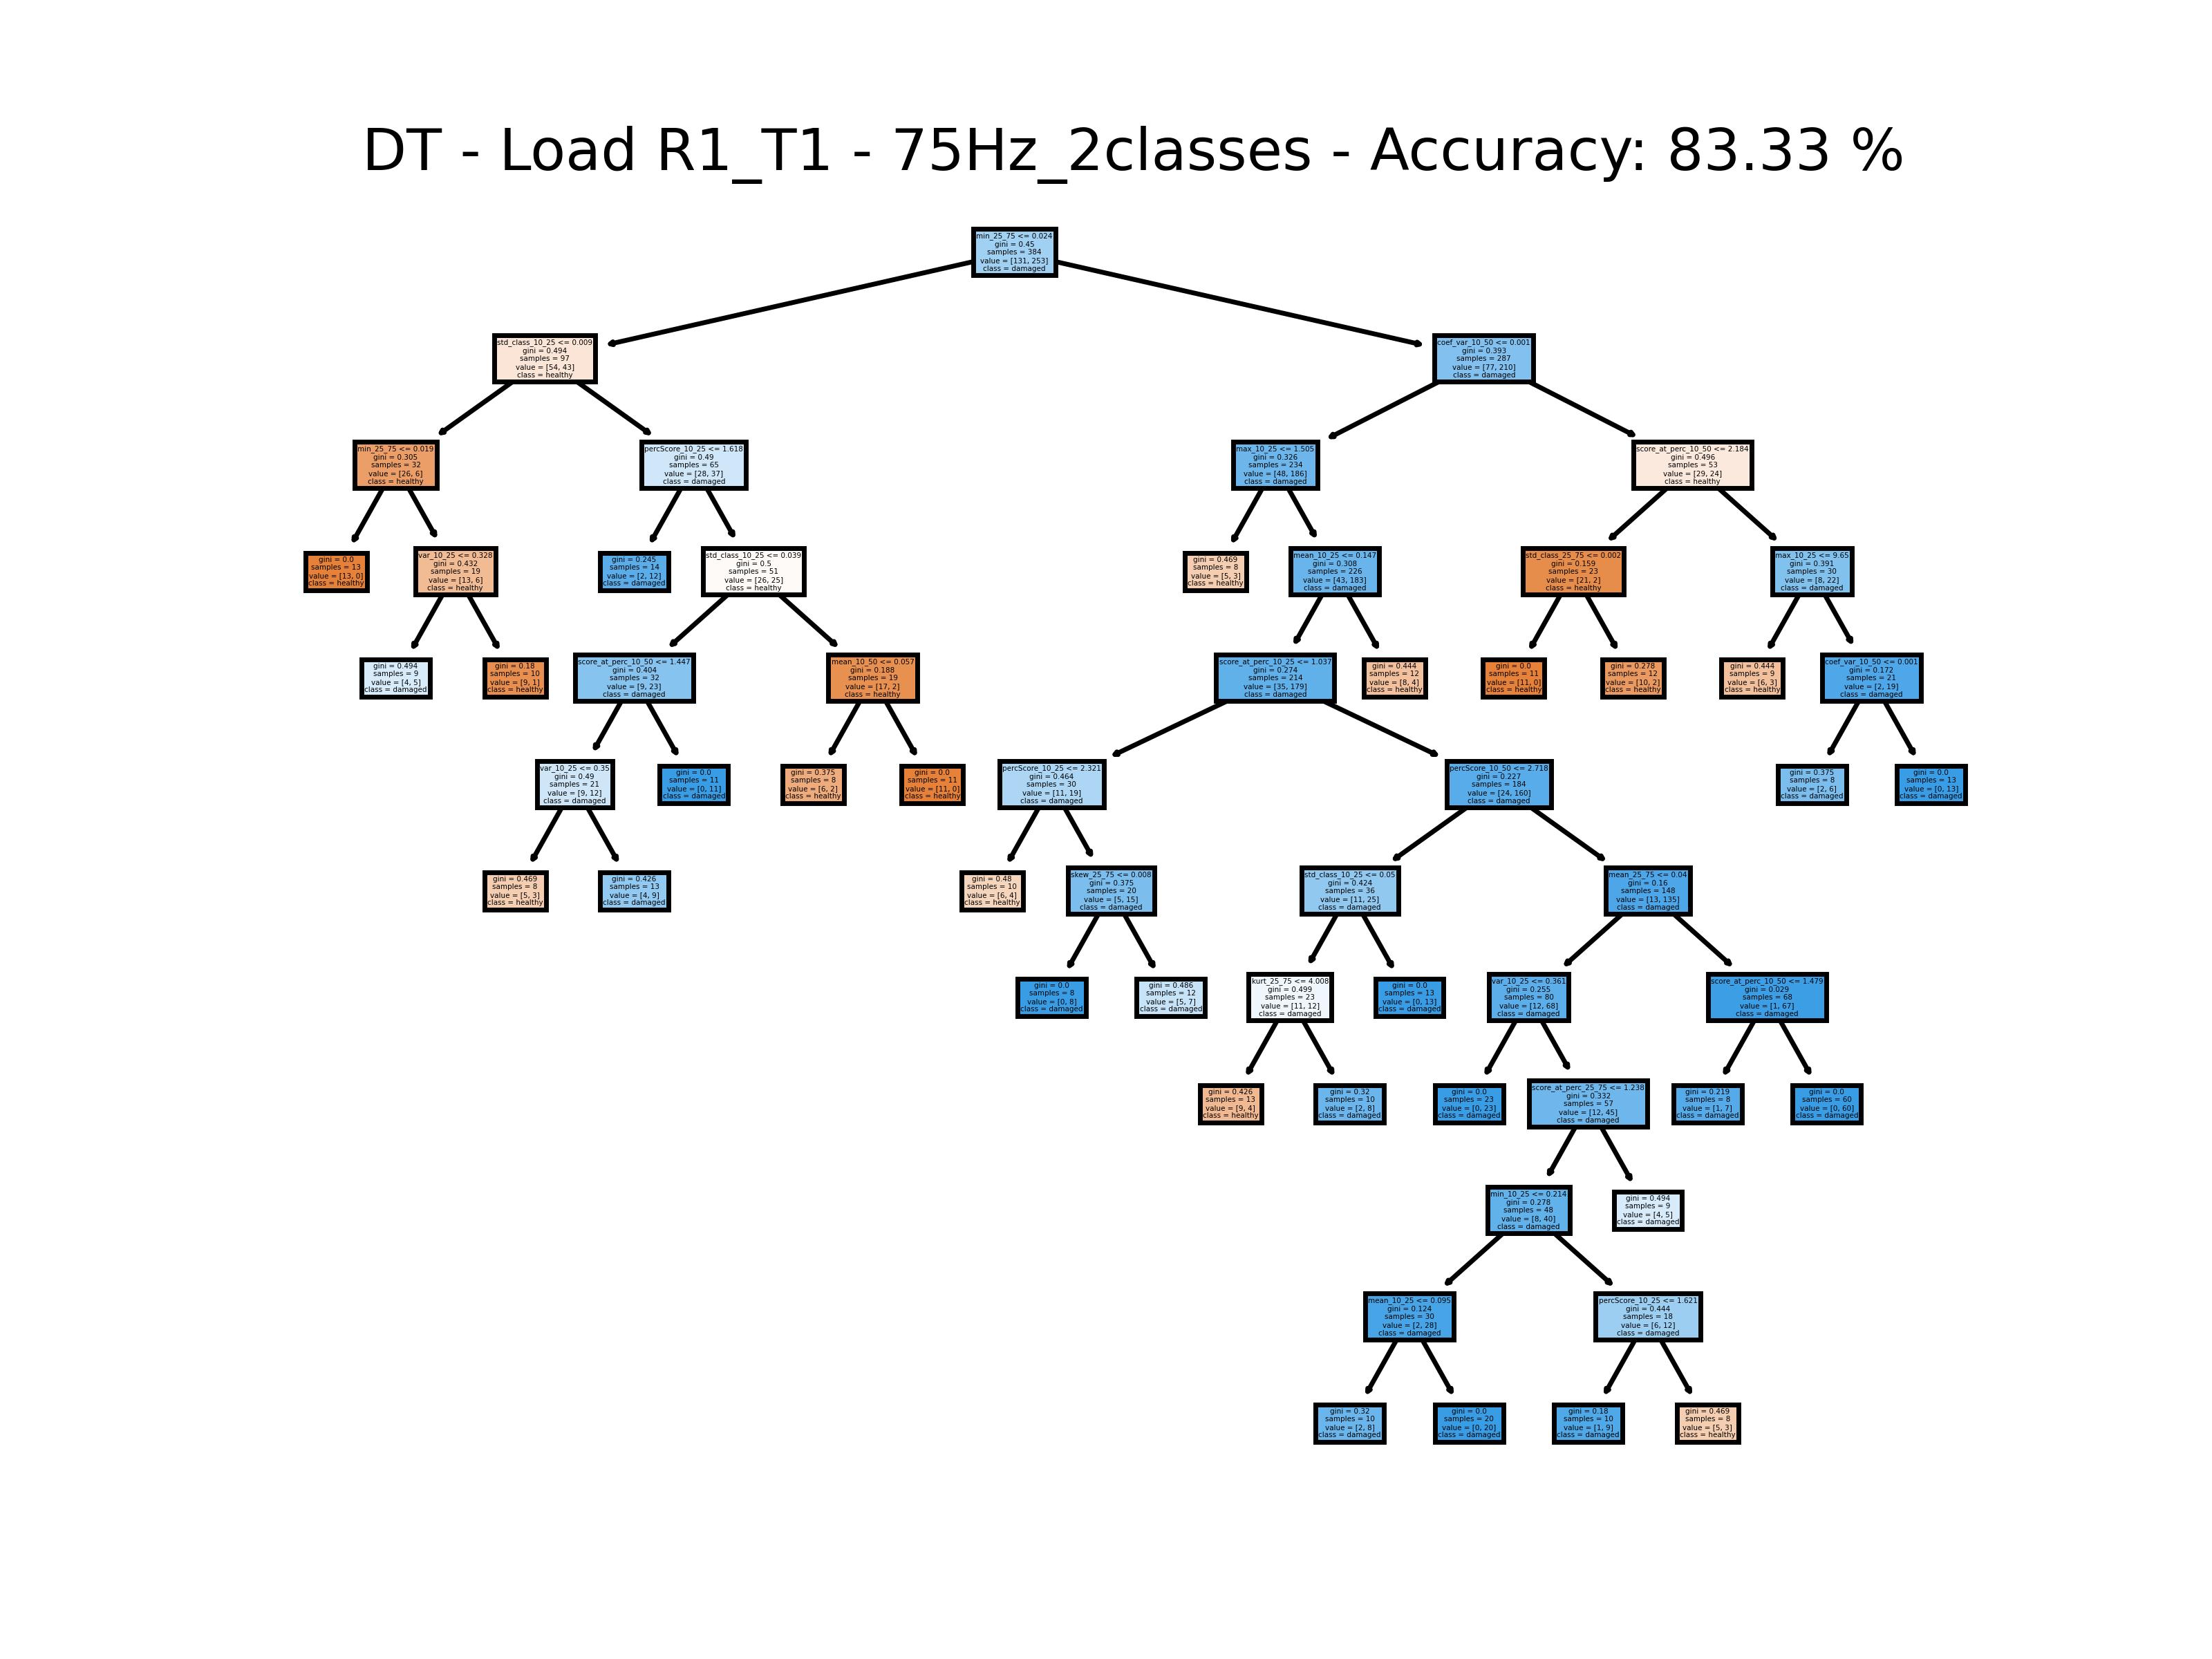 DT - Load R1_T1 - 75Hz_2classes - Accuracy: 83.33 %
min_25_75 <= 0.024
gini = 0.45
samples = 384
value = [131, 253]
class = damaged
std_class_10_25 <= 0.009
gini = 0.494
samples = 97
value = [54, 43]
class = healthy
coef_var_10_50 <= 0.001
gini = 0.393
samples = 287
value = [77, 210]
class = damaged
min_25_75 <= 0.019
gini = 0.305
samples = 32
value = [26, 6]
class = healthy
percScore_10_25 <= 1.618
gini = 0.49
samples = 65
value = [28, 37]
class = damaged
max_10_25 <= 1.505
gini = 0.326
samples = 234
value = [48, 186]
class = damaged
score_at_perc_10_50 <= 2.184
gini = 0.496
samples = 53
value = [29, 24]
class = healthy
gini = 0.0
samples = 13
value = [13, 0]
class = healthy
var_10_25 <= 0.328
gini = 0.432
samples = 19
value = [13, 6]
class = healthy
gini = 0.245
samples = 14
value = [2, 12]
class = damaged
std_class_10_25 <= 0.039
gini = 0.5
samples = 51
value = [26, 25]
class = healthy
gini = 0.469
samples = 8
value = [5, 3]
class = healthy
mean_10_25 <= 0.147
gini = 0.308
samples = 226
value = [43, 183]
class = damaged
std_class_25_75 <= 0.002
gini = 0.159
samples = 23
value = [21, 2]
class = healthy
max_10_25 <= 9.65
gini = 0.391
samples = 30
value = [8, 22]
class = damaged
gini = 0.494
samples = 9
value = [4, 5]
class = damaged
gini = 0.18
samples = 10
value = [9, 1]
class = healthy
score_at_perc_10_50 <= 1.447
gini = 0.404
samples = 32
value = [9, 23]
class = damaged
mean_10_50 <= 0.057
gini = 0.188
samples = 19
value = [17, 2]
class = healthy
score_at_perc_10_25 <= 1.037
gini = 0.274
samples = 214
value = [35, 179]
class = damaged
gini = 0.444
samples = 12
value = [8, 4]
class = healthy
gini = 0.0
samples = 11
value = [11, 0]
class = healthy
gini = 0.278
samples = 12
value = [10, 2]
class = healthy
gini = 0.444
samples = 9
value = [6, 3]
class = healthy
coef_var_10_50 <= 0.001
gini = 0.172
samples = 21
value = [2, 19]
class = damaged
var_10_25 <= 0.35
gini = 0.49
samples = 21
value = [9, 12]
class = damaged
gini = 0.0
samples = 11
value = [0, 11]
class = damaged
gini = 0.375
samples = 8
value = [6, 2]
class = healthy
gini = 0.0
samples = 11
value = [11, 0]
class = healthy
percScore_10_25 <= 2.321
gini = 0.464
samples = 30
value = [11, 19]
class = damaged
percScore_10_50 <= 2.718
gini = 0.227
samples = 184
value = [24, 160]
class = damaged
gini = 0.375
samples = 8
value = [2, 6]
class = damaged
gini = 0.0
samples = 13
value = [0, 13]
class = damaged
gini = 0.469
samples = 8
value = [5, 3]
class = healthy
gini = 0.426
samples = 13
value = [4, 9]
class = damaged
gini = 0.48
samples = 10
value = [6, 4]
class = healthy
skew_25_75 <= 0.008
gini = 0.375
samples = 20
value = [5, 15]
class = damaged
std_class_10_25 <= 0.05
gini = 0.424
samples = 36
value = [11, 25]
class = damaged
mean_25_75 <= 0.04
gini = 0.16
samples = 148
value = [13, 135]
class = damaged
gini = 0.0
samples = 8
value = [0, 8]
class = damaged
gini = 0.486
samples = 12
value = [5, 7]
class = damaged
kurt_25_75 <= 4.008
gini = 0.499
samples = 23
value = [11, 12]
class = damaged
gini = 0.0
samples = 13
value = [0, 13]
class = damaged
var_10_25 <= 0.361
gini = 0.255
samples = 80
value = [12, 68]
class = damaged
score_at_perc_10_50 <= 1.479
gini = 0.029
samples = 68
value = [1, 67]
class = damaged
gini = 0.426
samples = 13
value = [9, 4]
class = healthy
gini = 0.32
samples = 10
value = [2, 8]
class = damaged
gini = 0.0
samples = 23
value = [0, 23]
class = damaged
score_at_perc_25_75 <= 1.238
gini = 0.332
samples = 57
value = [12, 45]
class = damaged
gini = 0.219
samples = 8
value = [1, 7]
class = damaged
gini = 0.0
samples = 60
value = [0, 60]
class = damaged
min_10_25 <= 0.214
gini = 0.278
samples = 48
value = [8, 40]
class = damaged
gini = 0.494
samples = 9
value = [4, 5]
class = damaged
mean_10_25 <= 0.095
gini = 0.124
samples = 30
value = [2, 28]
class = damaged
percScore_10_25 <= 1.621
gini = 0.444
samples = 18
value = [6, 12]
class = damaged
gini = 0.32
samples = 10
value = [2, 8]
class = damaged
gini = 0.0
samples = 20
value = [0, 20]
class = damaged
gini = 0.18
samples = 10
value = [1, 9]
class = damaged
gini = 0.469
samples = 8
value = [5, 3]
class = healthy